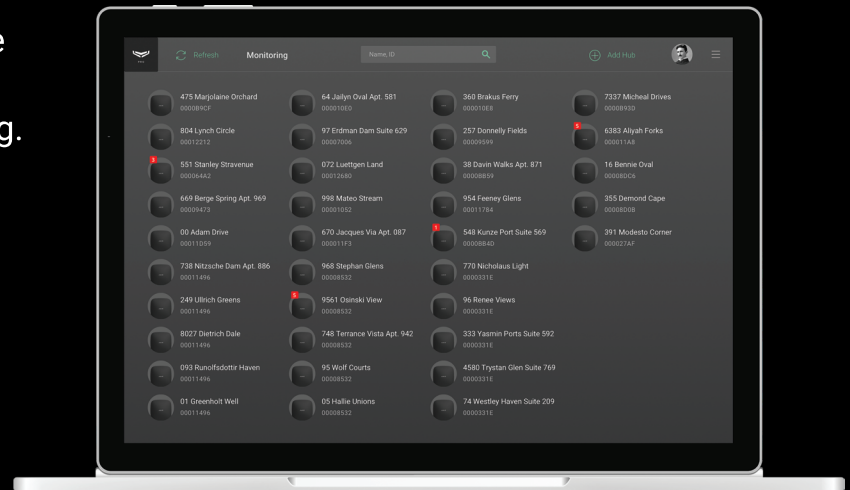 e
g.
Refresh
Monitoring
Name, ID
Add Hub
475 Marjolaine Orchard
000089CF
804 Lynch Circle
00012212
3
551 Stanley Stravenue
000064A2
669 Berge Spring Apt. 969
00009473
00 Adam Drive
00011D59
738 Nitzsche Dam Apt. 886
00011496
249 Ullrich Greens
00011496
8027 Dietrich Dale
00011496
093 Runolfsdottir Haven
00011496
01 Greenholt Well
00011496
64 Jailyn Oval Apt. 581
000010E0
97 Erdman Dam Suite 629
00007006
072 Luettgen Land
00012680
998 Mateo Stream
00001052
670 Jacques Via Apt. 087
000011F3
968 Stephan Glens
00008532
5
9561 Osinski View
00008532
748 Terrance Vista Apt. 942
00008532
95 Wolf Courts
00008532
05 Hallie Unions
00008532
360 Brakus Ferry
000010E8
257 Donnelly Fields
00009599
38 Davin Walks Apt. 871
00008B59
954 Feeney Glens
00011784
1
548 Kunze Port Suite 569
00008B4D
770 Nicholaus Light
0000331E
96 Renee Views
0000331E
333 Yasmin Ports Suite 592
0000331E
4580 Trystan Glen Suite 769
0000331E
74 Westley Haven Suite 209
0000331E
7337 Micheal Drives
0000893D
5
6383 Aliyah Forks
000011A8
16 Bennie Oval
00008DC6
355 Demond Cape
00008D0B
391 Modesto Corner
000027AF